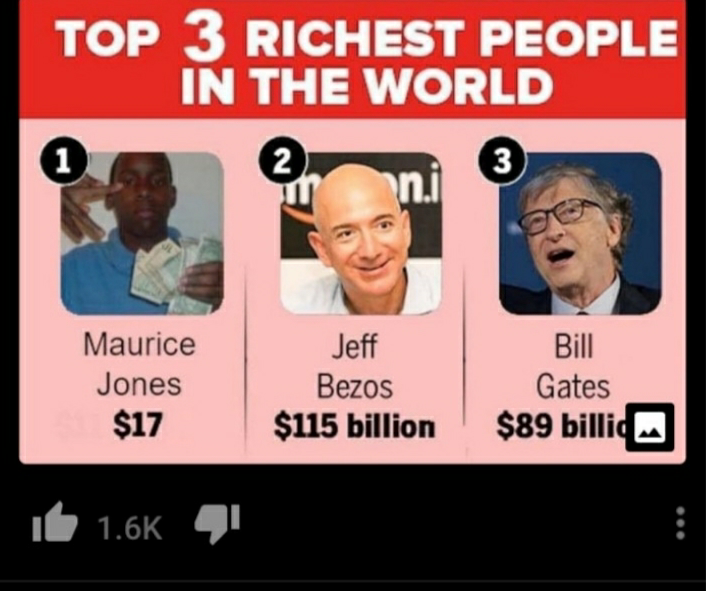 TOP 3 RICHEST PEOPLE
IN THE WORLD
1
2
3
Maurice
Jones
$17
Jeff
Bezos
$115 billion
Bill
Gates
$89
1.6K